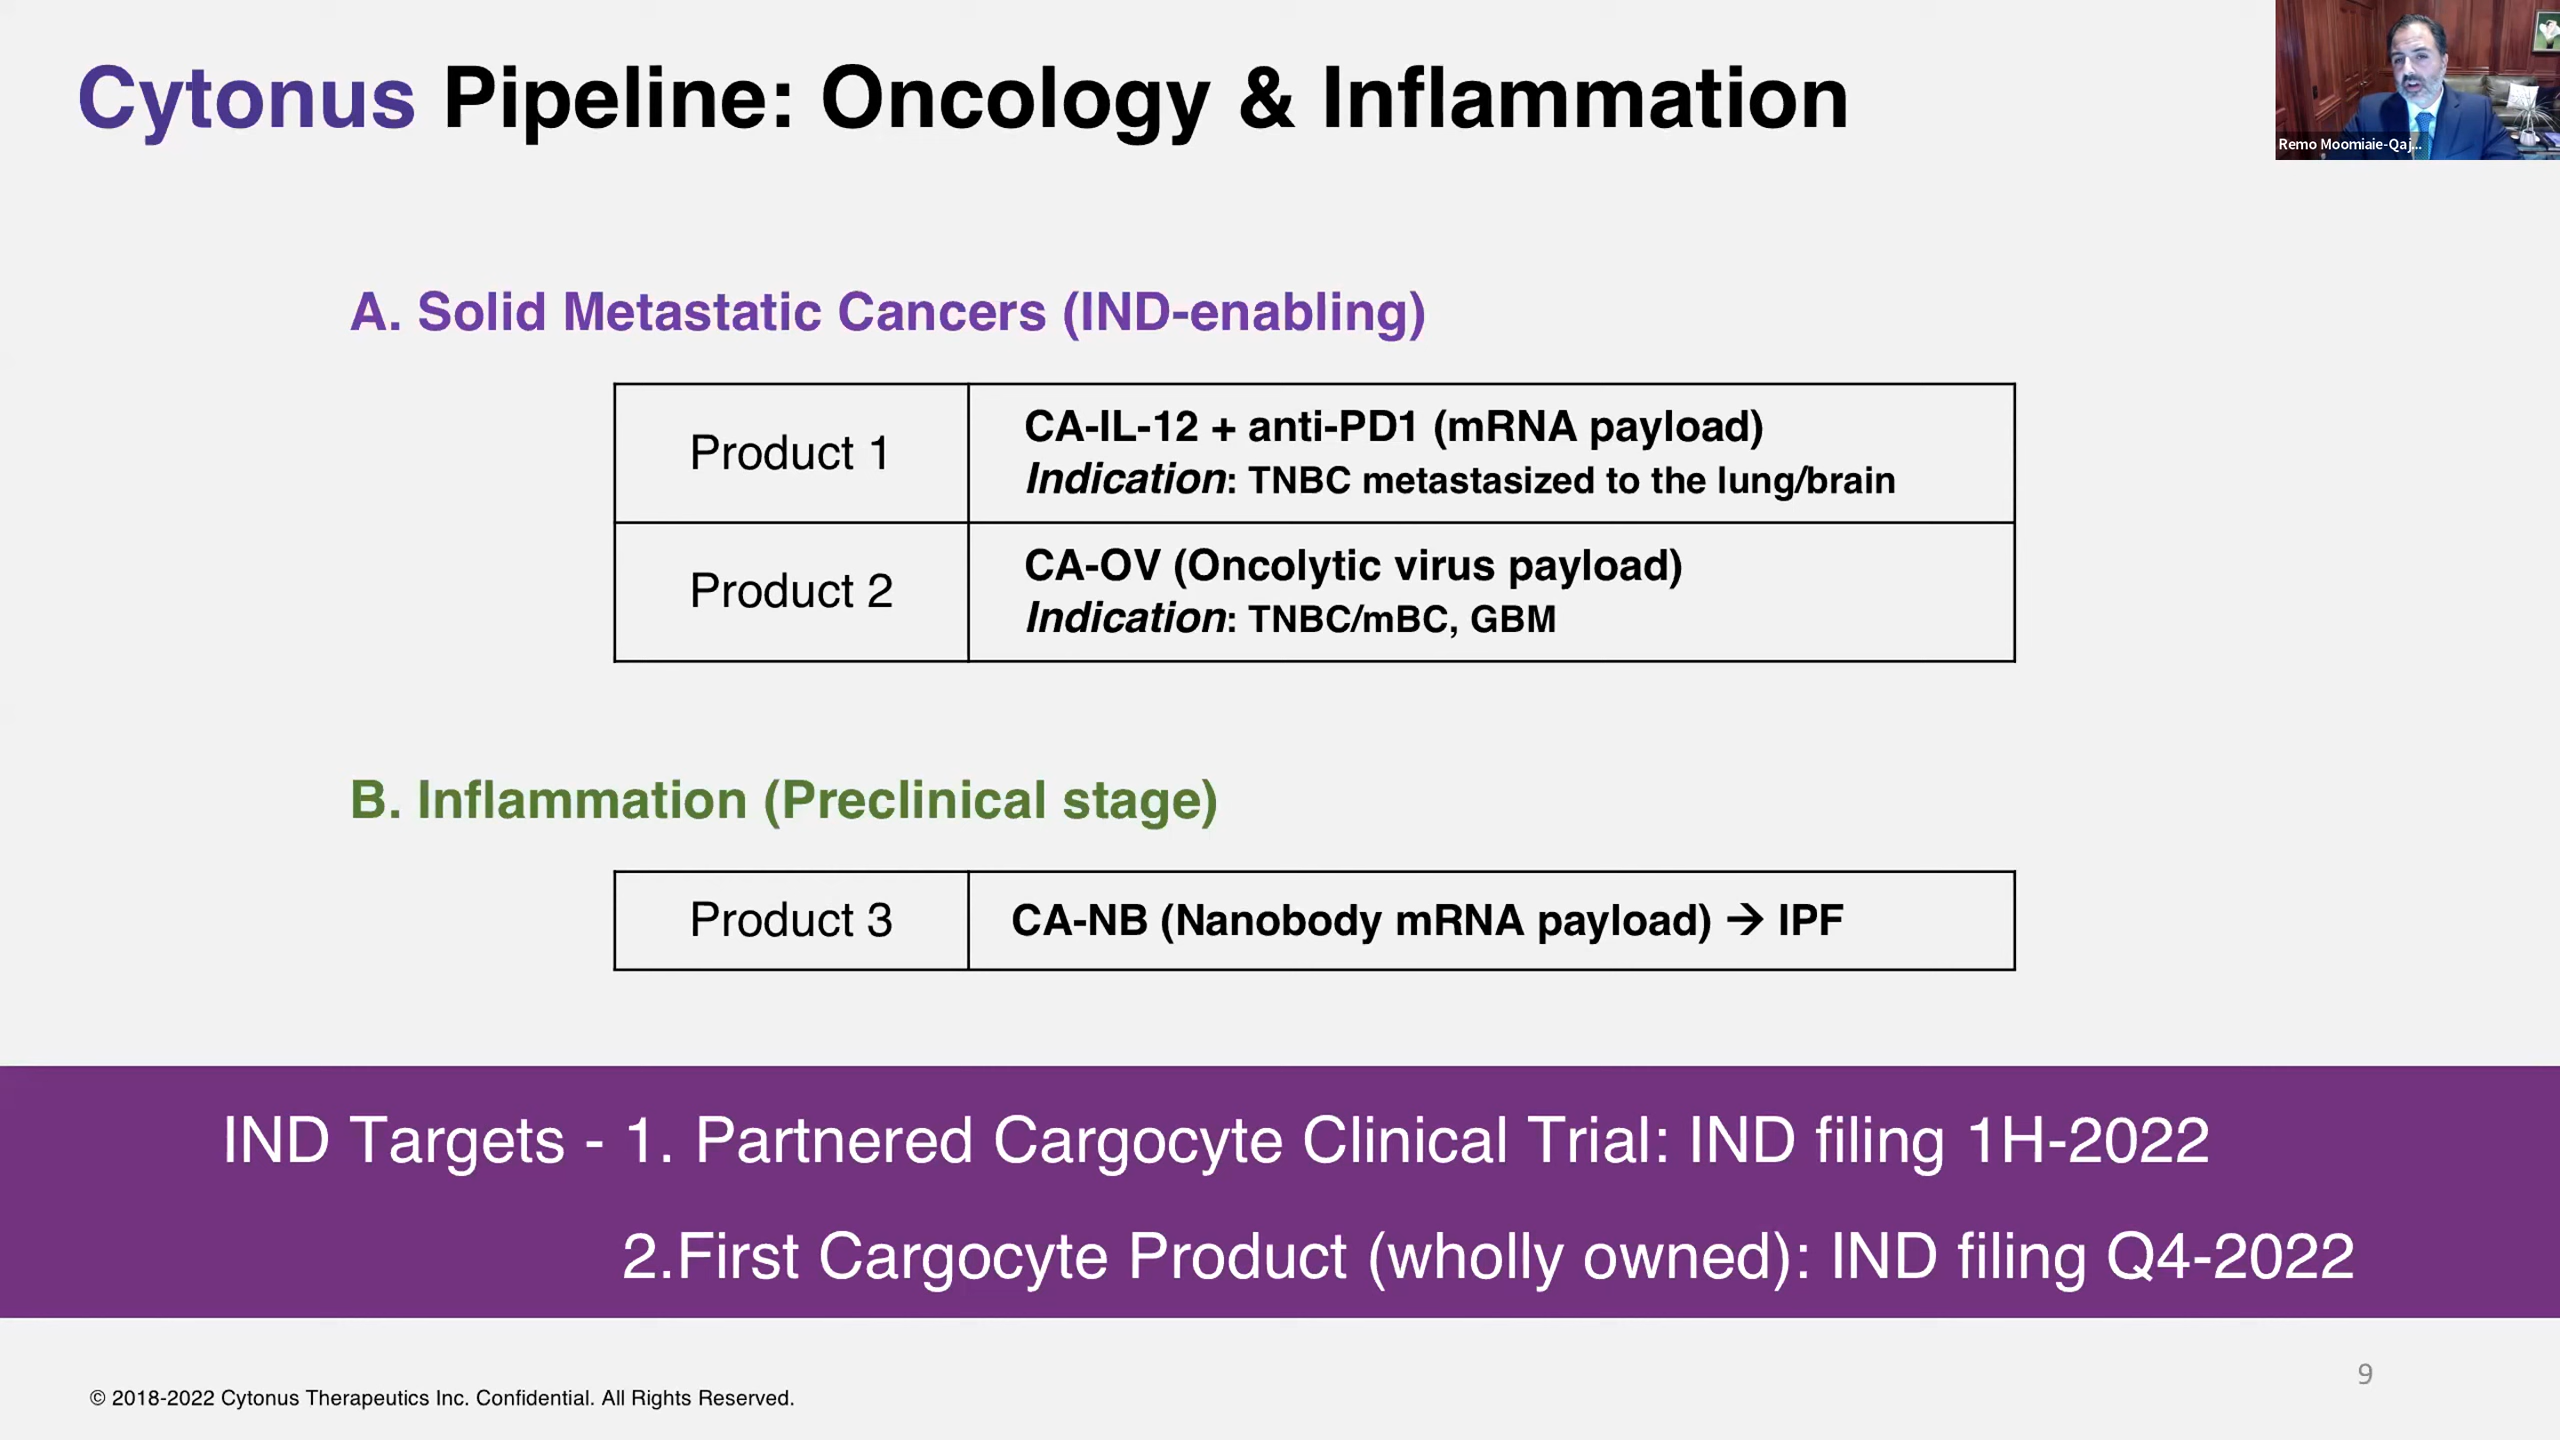 Cytonus Pipeline: Oncology & Inflammation
Remo Moomiaie-Qaj...
A. Solid Metastatic Cancers (IND-enabling)
Product 1
CA-IL-12 + anti-PD1 (mRNA payload)
Indication: TNBC metastasized to the lung/brain
Product 2
CA-OV (Oncolytic virus payload)
Indication: TNBC/mBC, GBM
B. Inflammation (Preclinical stage)
Product 3
CA-NB (Nanobody mRNA payload) → IPF
IND Targets - 1. Partnered Cargocyte Clinical Trial: IND filing 1H-2022
2.First Cargocyte Product (wholly owned): IND filing Q4-2022
9
© 2018-2022 Cytonus Therapeutics Inc. Confidential. All Rights Reserved.